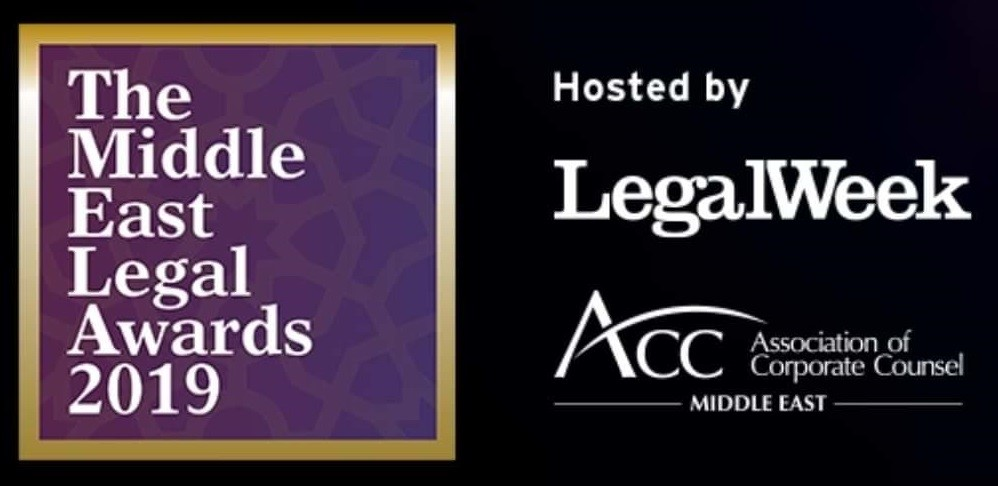 The
Middle
East
Legal
Awards
2019
Hosted by
LegalWeek
ACC
Association of
Corporate Counsel
MIDDLE EAST